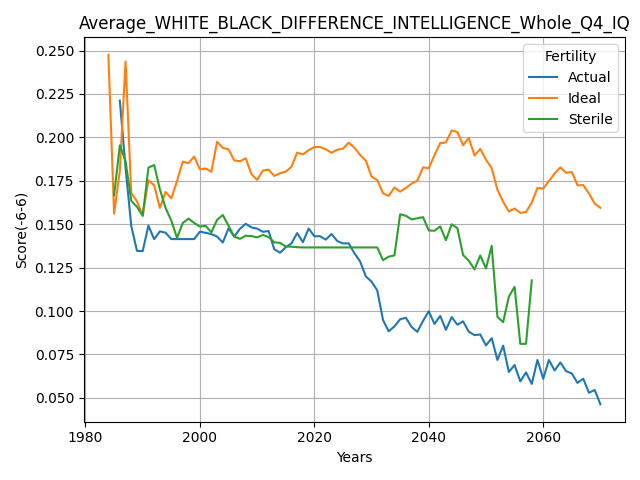 Average_WHITE_BLACK_DIFFERENCE_INTELLIGENCE_Whole_Q4_IQ
Fertility
Actual
Ideal
Sterile
Score(-6-6)
0.250
0.225
0.200
0.175
0.150
0.125
0.100
0.075
0.050
1980
2000
2020
2040
2060
Years